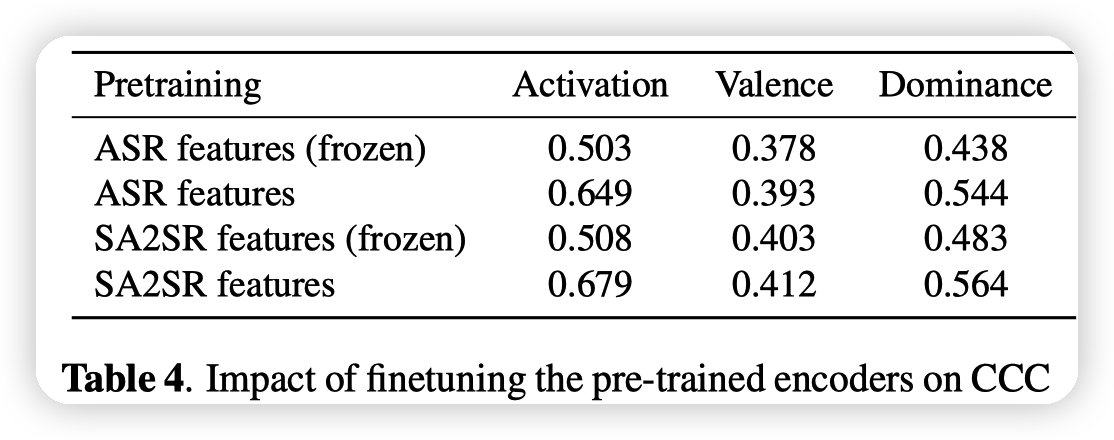 Pretraining Activation Valence Dominance
ASR features (frozen) 0.503 0.378 0.438
ASR features 0.649 0.393 0.544
SA2SR features (frozen) 0.508 0.403 0.483
SA2SR features 0.679 0.412 0.564
Table 4. Impact of finetuning the pre-trained encoders on CCC